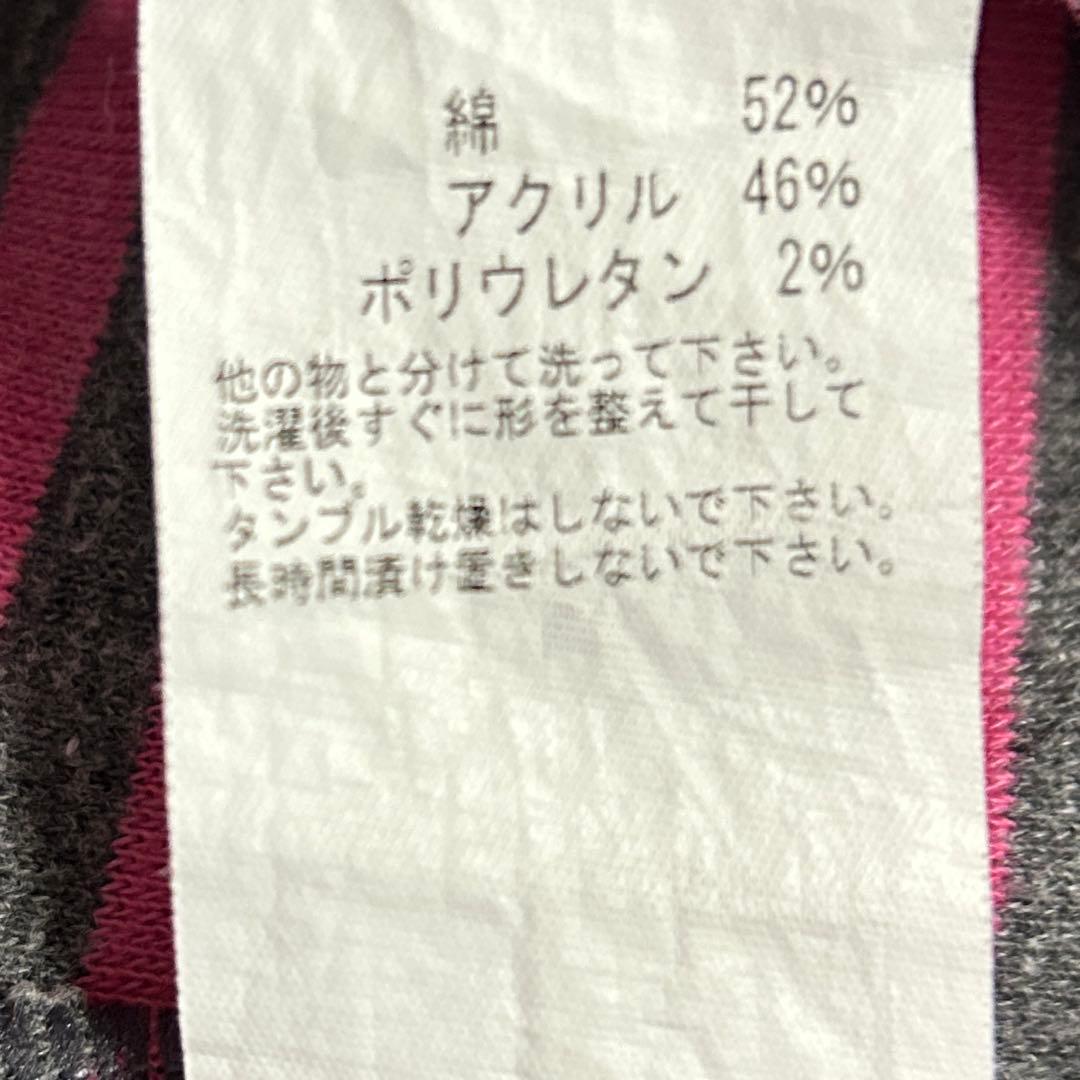 綿 52%
アクリル 46%
ポリウレタン 2%
他の物と分けて洗って下さい。
洗濯後すぐに形を整えて干して
下さい。
タンブル乾燥はしないで下さい。
長時間漬け置きしないで下さい。